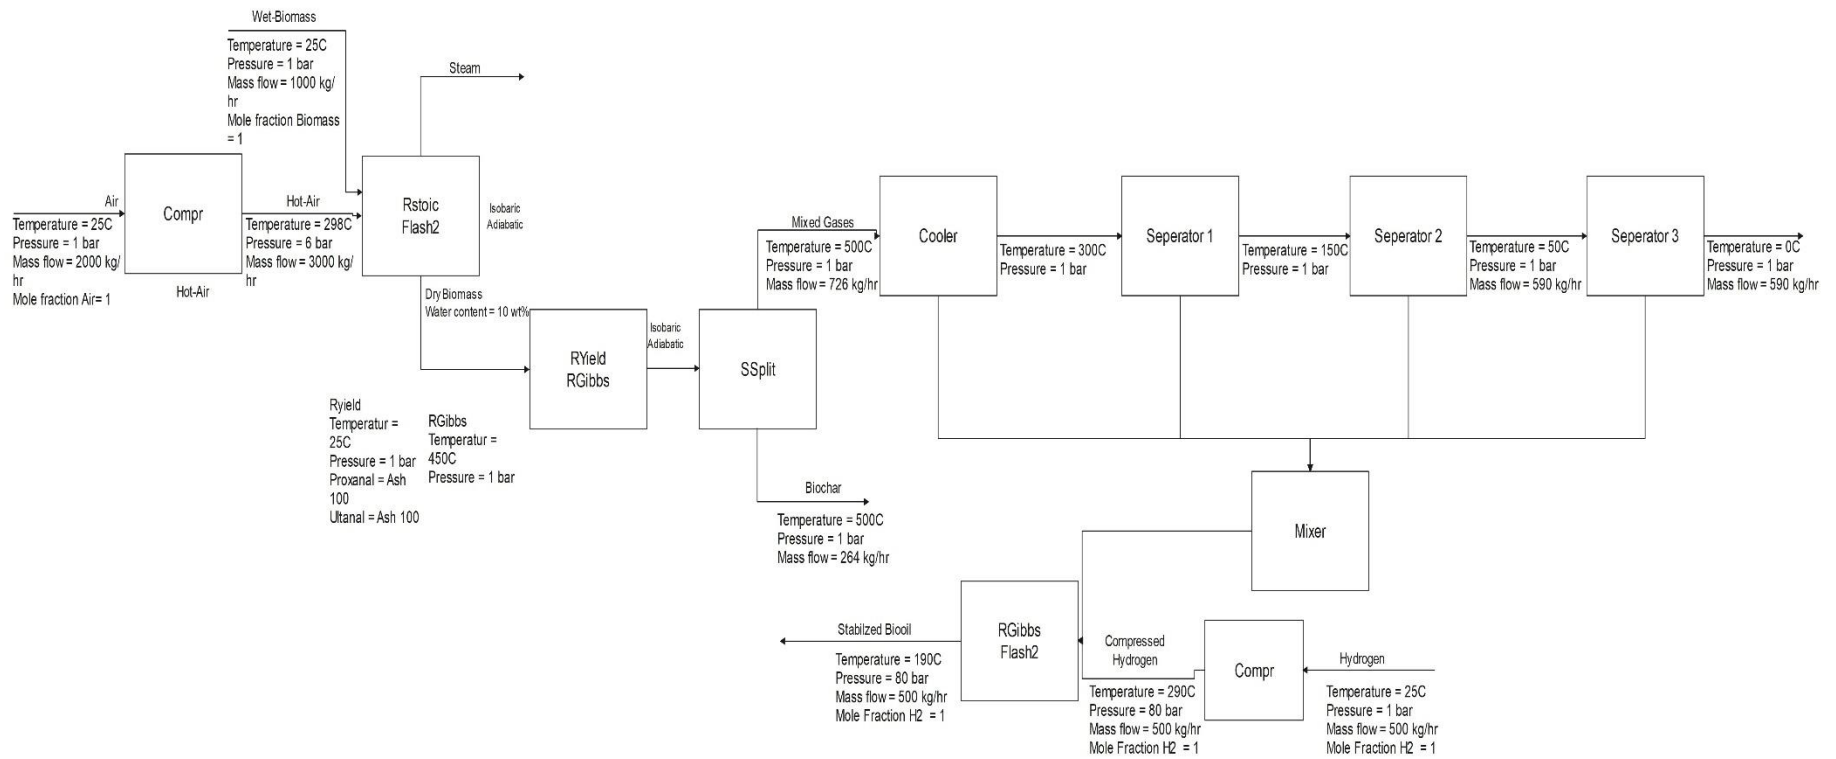 Wet-Biomass
Temperature = 25C
Pressure = 1 bar
Mass flow = 1000 kg/
hr
Mole fraction Biomass
= 1
Steam
Air
Temperature = 25C
Pressure = 1 bar
Mass flow = 2000 kg/
hr
Mole fraction Air= 1
Compr
Hot-Air
Hot-Air
Temperature = 298C
Pressure = 6 bar
Mass flow = 3000 kg/
hr
Rstoic
Flash2
Isobaric
Adiabatic
Dry Biomass
Water content = 10 wt%
RYield
RGibbs
Ryield
Temperatur =
25C
Pressure = 1 bar
Proxanal = Ash
100
Ultanal = Ash 100
RGibbs
Temperatur =
450C
Pressure = 1 bar
Isobaric
Adiabatic
SSplit
Mixed Gases
Temperature = 500C
Pressure = 1 bar
Mass flow = 726 kg/hr
Biochar
Temperature = 500C
Pressure = 1 bar
Mass flow = 264 kg/hr
Cooler
Temperature = 300C
Pressure = 1 bar
Seperator 1
Temperature = 150C
Pressure = 1 bar
Seperator 2
Temperature = 50C
Pressure = 1 bar
Mass flow = 590 kg/hr
Seperator 3
Temperature = 0C
Pressure = 1 bar
Mass flow = 590 kg/hr
Mixer
RGibbs
Flash2
Stabilzed Biooil
Temperature = 190C
Pressure = 80 bar
Mass flow = 500 kg/hr
Mole Fraction H2 = 1
Compressed
Hydrogen
Temperature = 290C
Pressure = 80 bar
Mass flow = 500 kg/hr
Mole Fraction H2 = 1
Compr
Hydrogen
Temperature = 25C
Pressure = 1 bar
Mass flow = 500 kg/hr
Mole Fraction H2 = 1